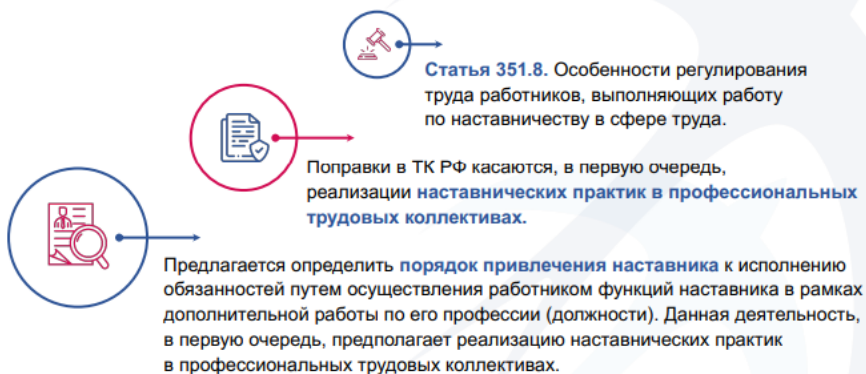 Статья 351.8. Особенности регулирования
труда работников, выполняющих работу
по наставничеству в сфере труда.
Поправки в ТК РФ касаются, в первую очередь,
реализации наставнических практик в профессиональных
трудовых коллективах.
Предлагается определить порядок привлечения наставника к исполнению
обязанностей путем осуществления работником функций наставника в рамках
дополнительной работы по его профессии (должности). Данная деятельность,
в первую очередь, предполагает реализацию наставнических практик
в профессиональных трудовых коллективах.